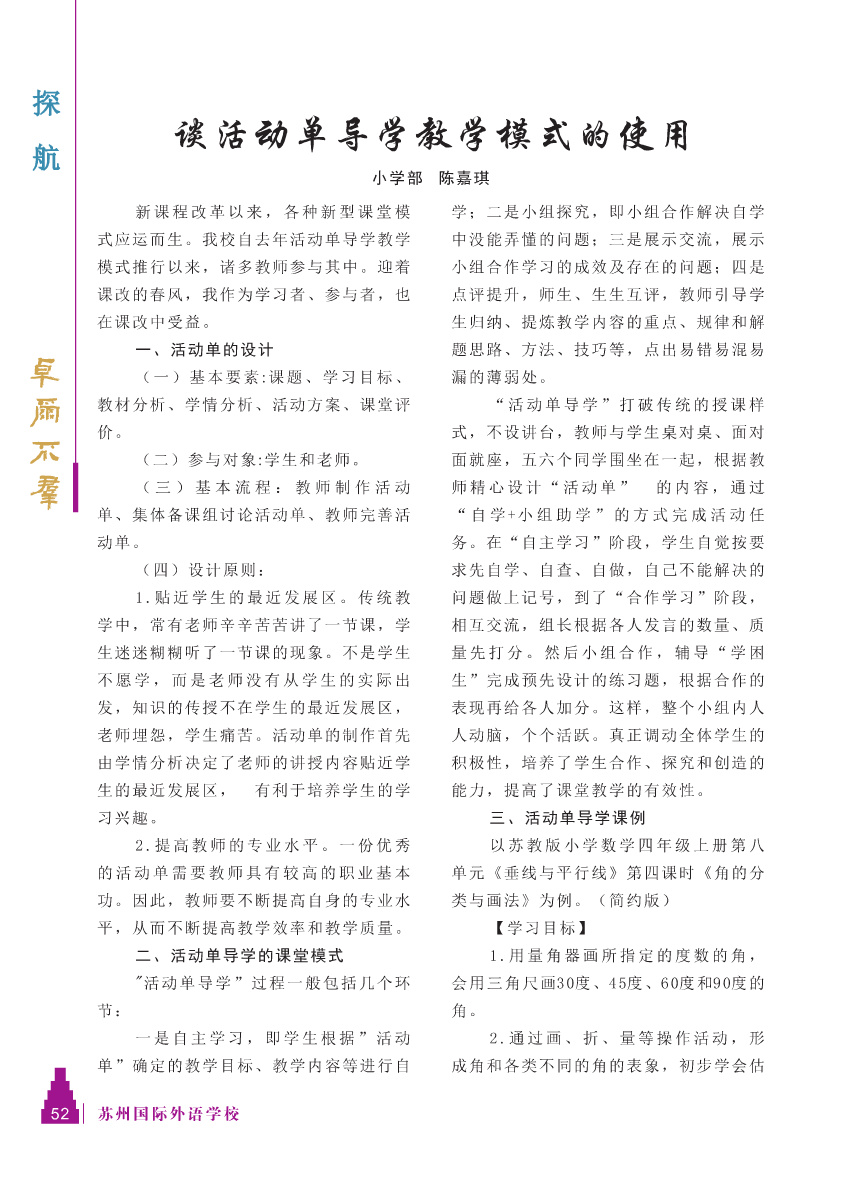 探
航
卓尔不群
谈活动单导学教学模式的使用
小学部 陈嘉琪
新课程改革以来，各种新型课堂模
式应运而生。我校自去年活动单导学教学
模式推行以来，诸多教师参与其中。迎着
课改的春风，我作为学习者、参与者，也
在课改中受益。
一、活动单的设计
（一）基本要素:课题、学习目标、
教材分析、学情分析、活动方案、课堂评
价。
（二）参与对象:学生和老师。
（三）基本流程：教师制作活动
单、集体备课组讨论活动单、教师完善活
动单。
（四）设计原则：
1.贴近学生的最近发展区。传统教
学中，常有老师辛辛苦苦讲了一节课，学
生迷迷糊糊听了一节课的现象。不是学生
不愿学，而是老师没有从学生的实际出
发，知识的传授不在学生的最近发展区，
老师埋怨，学生痛苦。活动单的制作首先
由学情分析决定了老师的讲授内容贴近学
生的最近发展区， 有利于培养学生的学
习兴趣。
2.提高教师的专业水平。一份优秀
的活动单需要教师具有较高的职业基本
功。因此，教师要不断提高自身的专业水
平，从而不断提高教学效率和教学质量。
二、活动单导学的课堂模式
"活动单导学”过程一般包括几个环
节：
一是自主学习，即学生根据”活动
单”确定的教学目标、教学内容等进行自
学；二是小组探究，即小组合作解决自学
中没能弄懂的问题；三是展示交流，展示
小组合作学习的成效及存在的问题；四是
点评提升，师生、生生互评，教师引导学
生归纳、提炼教学内容的重点、规律和解
题思路、方法、技巧等，点出易错易混易
漏的薄弱处。
“活动单导学”打破传统的授课样
式，不设讲台，教师与学生桌对桌、面对
面就座，五六个同学围坐在一起，根据教
师精心设计“活动单” 的内容，通过
“自学+小组助学”的方式完成活动任
务。在“自主学习”阶段，学生自觉按要
求先自学、自查、自做，自己不能解决的
问题做上记号，到了“合作学习”阶段，
相互交流，组长根据各人发言的数量、质
量先打分。然后小组合作，辅导“学困
生”完成预先设计的练习题，根据合作的
表现再给各人加分。这样，整个小组内人
人动脑，个个活跃。真正调动全体学生的
积极性，培养了学生合作、探究和创造的
能力，提高了课堂教学的有效性。
三、活动单导学课例
以苏教版小学数学四年级上册第八
单元《垂线与平行线》第四课时《角的分
类与画法》为例。（简约版）
【学习目标】
1.用量角器画所指定的度数的角，
会用三角尺画30度、45度、60度和90度的
角。
2.通过画、折、量等操作活动，形
成角和各类不同的角的表象，初步学会估
52
苏州国际外语学校